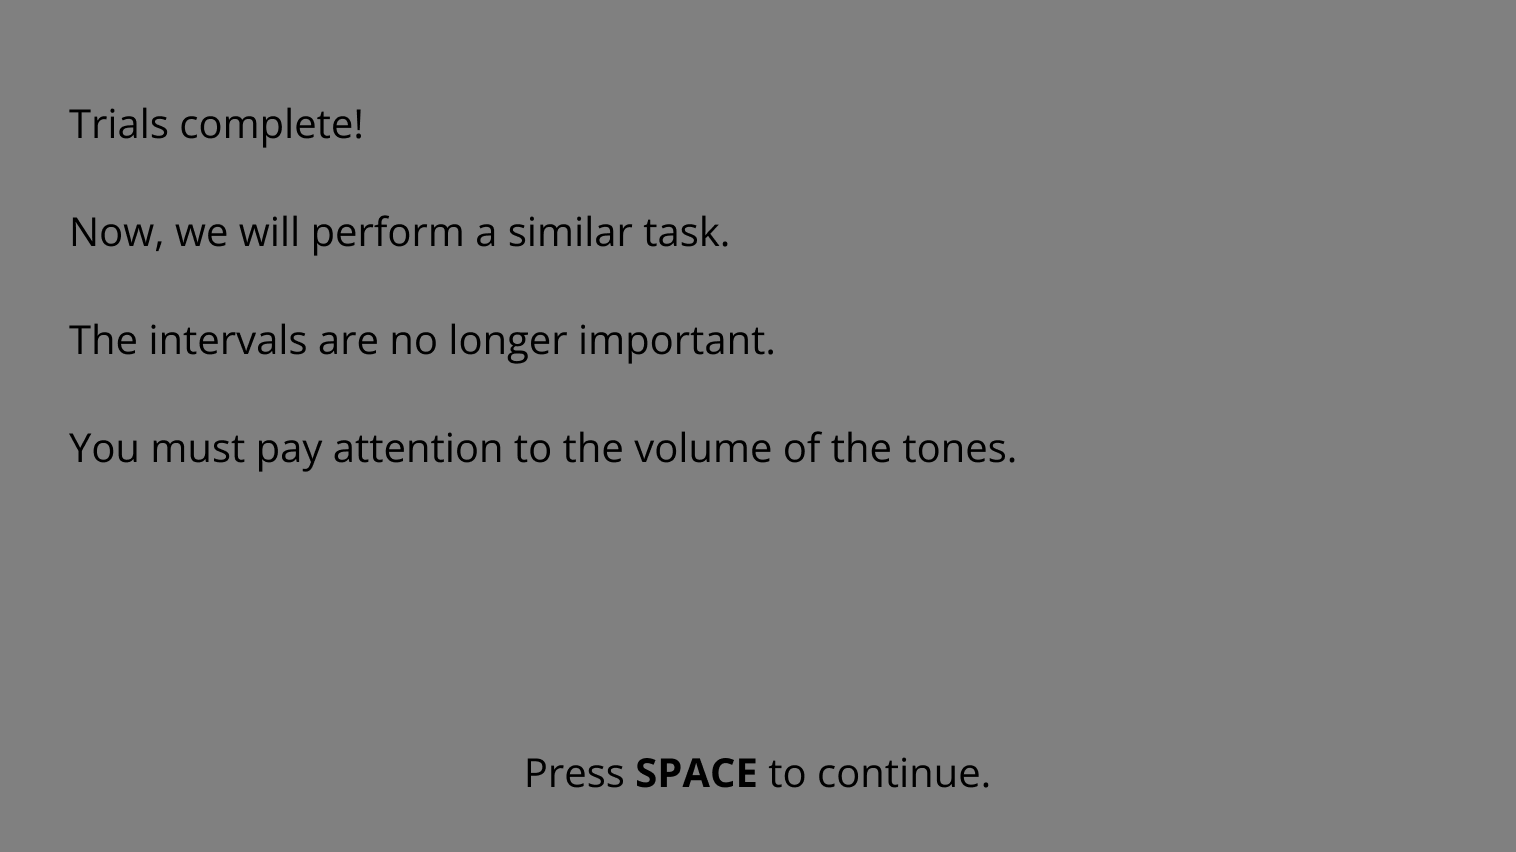 Trials complete!
Now, we will perform a similar task.
The intervals are no longer important.
You must pay attention to the volume of the tones.
Press SPACE to continue.